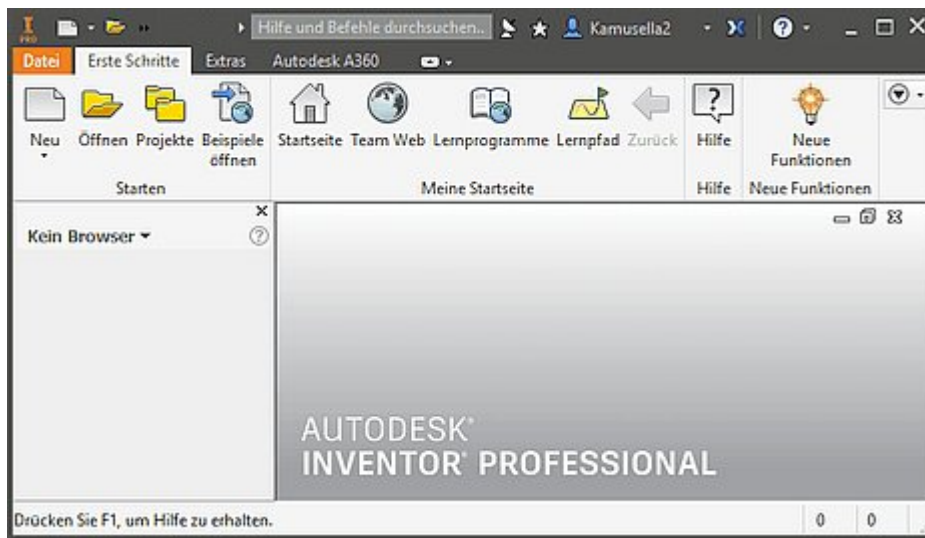 PRO
Hilfe und Befehle durchsuchen..
Kamusella2
Datei Erste Schritte Extras Autodesk A360
Neu Öffnen Projekte Beispiele öffnen Startseite Team Web Lernprogramme Lernpfad Zurück Hilfe Neue Funktionen
Starten Meine Startseite Hilfe Neue Funktionen
Kein Browser
AUTODESK®
INVENTOR® PROFESSIONAL
Drücken Sie F1, um Hilfe zu erhalten. 0 0